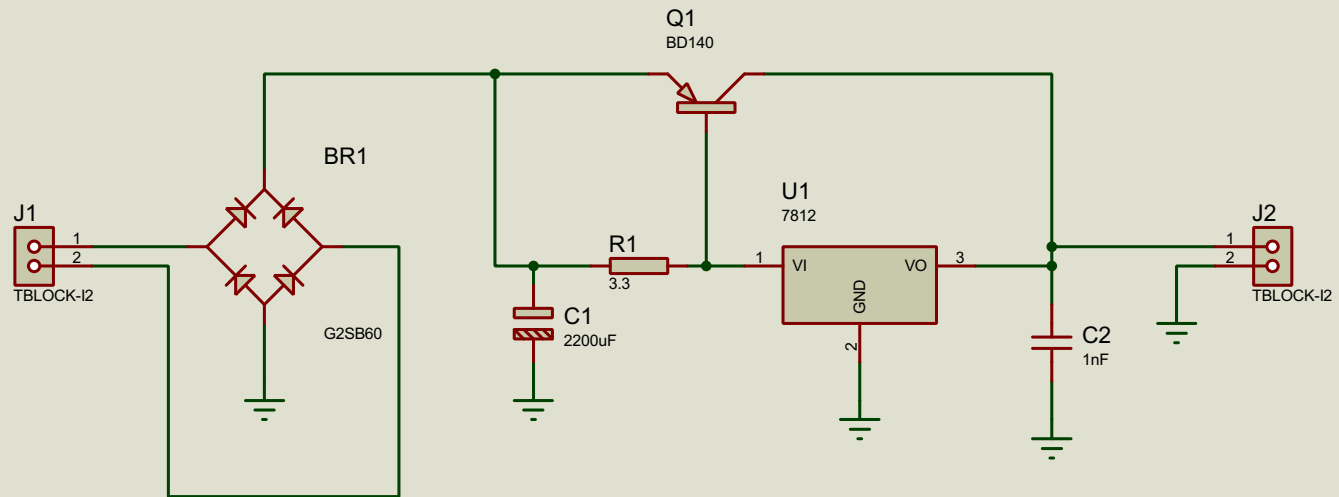 Q1
BD140
BR1
G2SB60
J1
1
2
TBLOCK-I2
U1
7812
1
VI
VO
3
GND
2
R1
3.3
C1
2200uF
C2
1nF
J2
1
2
TBLOCK-I2